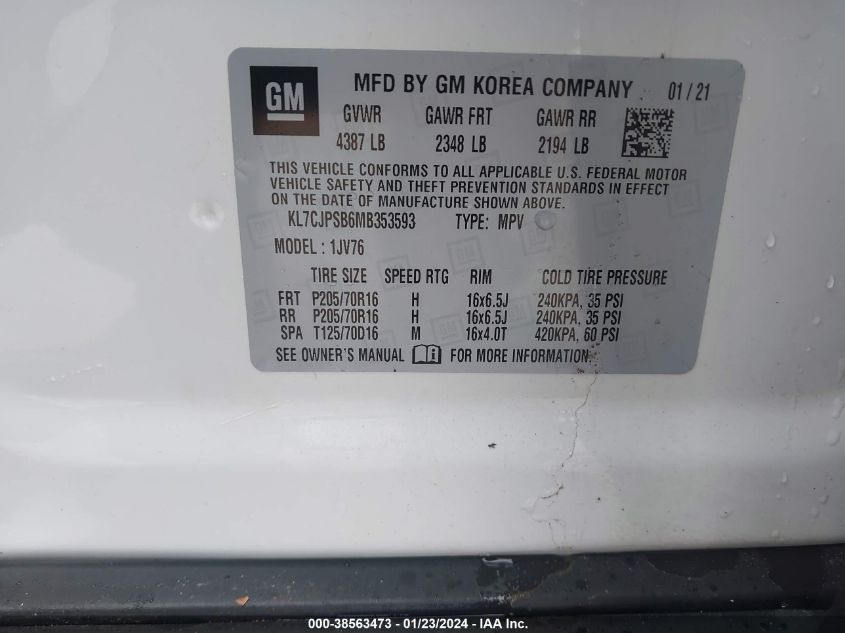 GM
MFD BY GM KOREA COMPANY 01 / 21
GVWR GAWR FRT GAWR RR
4387 LB 2348 LB 2194 LB
THIS VEHICLE CONFORMS TO ALL APPLICABLE U.S. FEDERAL MOTOR
VEHICLE SAFETY AND THEFT PREVENTION STANDARDS IN EFFECT
ON THE DATE OF MANUFACTURE SHOWN ABOVE.
KL7CJPSB6MB353593 TYPE: MPV
MODEL : 1JV76
TIRE SIZE SPEED RTG RIM COLD TIRE PRESSURE
FRT P205/70R16 H 16x6.5J 240KPA, 35 PSI
RR P205/70R16 H 16x6.5J 240KPA, 35 PSI
SPA T125/70D16 M 16x4.0T 420KPA, 60 PSI
SEE OWNER'S MANUAL FOR MORE INFORMATION.
000-38563473 - 01/23/2024 - IAA Inc.